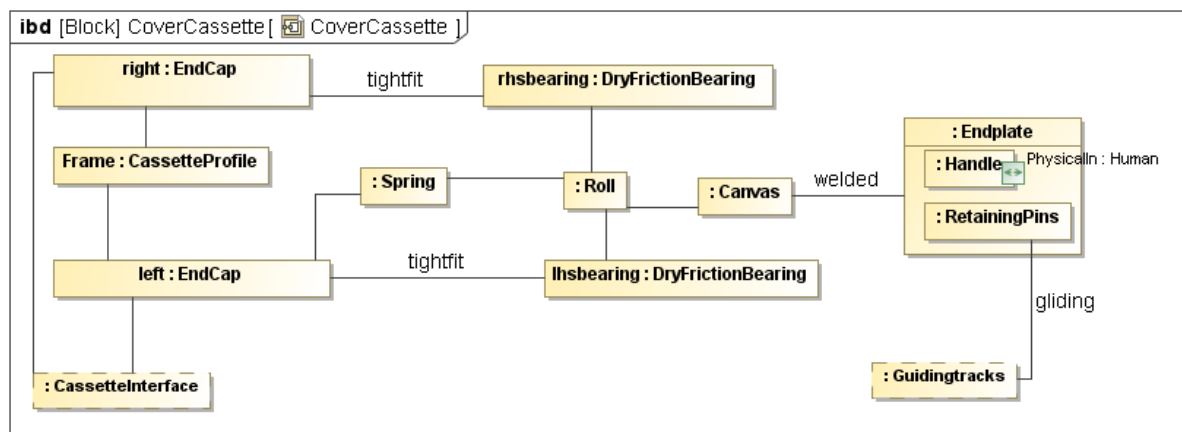 ibd [Block] CoverCassette [ CoverCassette ]
right : EndCap
tightfit
rhsbearing : DryFrictionBearing
: Endplate
Frame : CassetteProfile
: Handle
PhysicalIn : Human
: Spring
: Roll
: Canvas
welded
: RetainingPins
left : EndCap
tightfit
lhsbearing : DryFrictionBearing
gliding
: CassetteInterface
: Guidingtracks